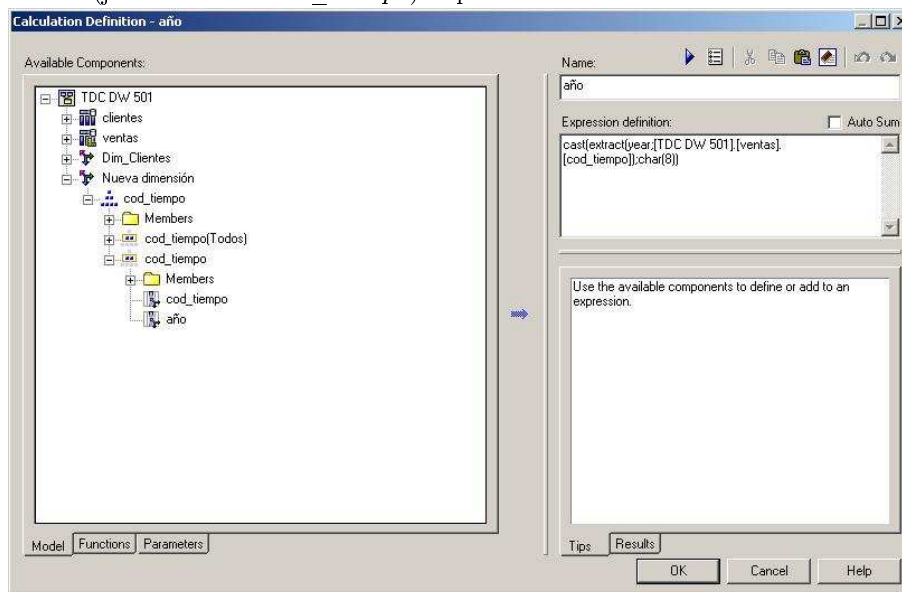 Calculation Definition - año
Available Components:
TDC DW 501
clientes
ventas
Dim_Clientes
Nueva dimensión
cod_tiempo
Members
cod_tiempo(Todos)
cod_tiempo
Members
cod_tiempo
año
Model Functions Parameters
Name:
año
Expression definition:
Auto Sum
cast(extract(year;[TDC DW 501].[ventas].
[cod_tiempo]);char(8))
Use the available components to define or add to an
expression.
Tips Results
OK Cancel Help